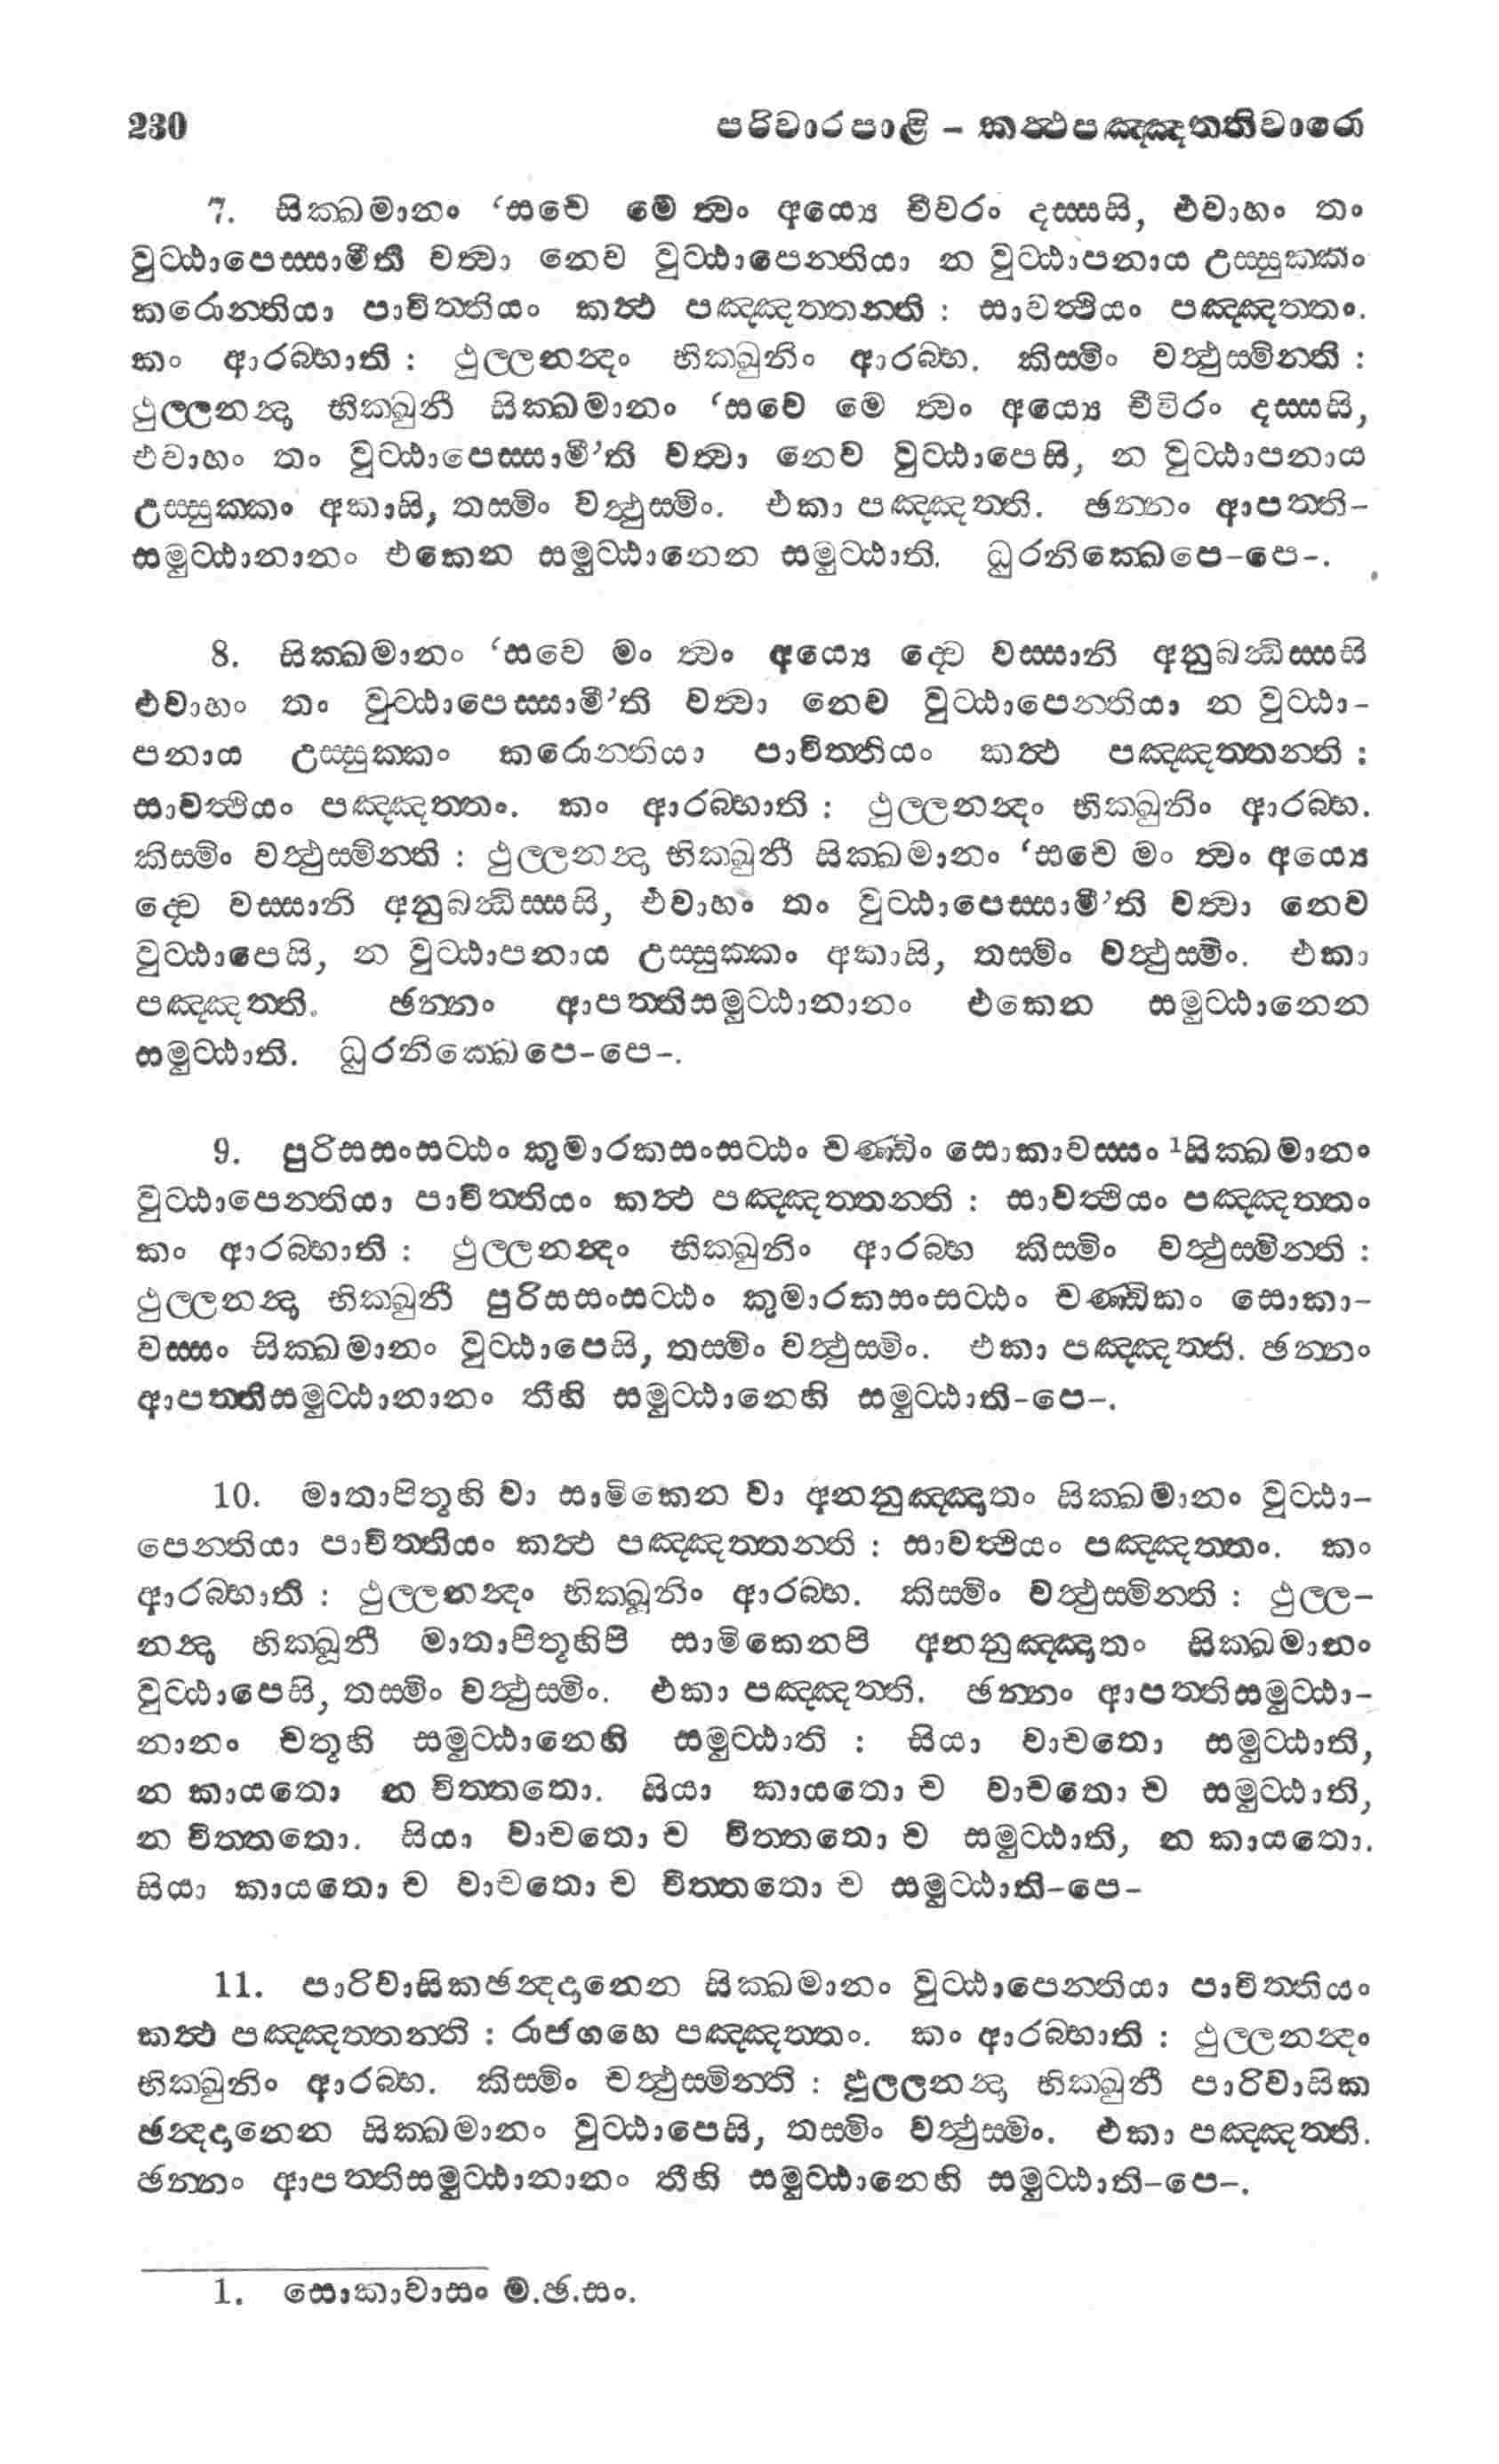 230 පරිවාරපාළි – කත්‍ථපඤ්ඤත්තිවාරො
7. සික්ඛමානං ‘සචෙ මෙ ත්‍වං අය්‍යෙ චීවරං දස්සසි, එවාහං තං
වුට්ඨාපෙස්සාමීති වත්‍වා නෙව වුට්ඨාපෙන්තියා න වුට්ඨාපනාය උස්සුක්කං
කරොන්තියා පාචිත්තියං කත්‍ථ පඤ්ඤත්තන්ති : සාවත්‍ථියං පඤ්ඤත්තං.
කං ආරබ්භාති : ථුල්ලනන්‍දං භික්ඛුනිං ආරබ්භ. කිස්මිං වත්‍ථුස්මින්ති :
ථුල්ලනන්‍දා භික්ඛුනී සික්ඛමානං ‘සචෙ මෙ ත්‍වං අය්‍යෙ චීවරං දස්සසි,
එවාහං තං වුට්ඨාපෙස්සාමී’ති වත්‍වා නෙව වුට්ඨාපෙසි, න වුට්ඨාපනාය
උස්සුක්කං අකාසි, තස්මිං වත්‍ථුස්මිං. එකා පඤ්ඤත්ති. ඡන්නං ආපත්ති-
සමුට්ඨානානං එකෙන සමුට්ඨානෙන සමුට්ඨාති. ධුරනික්ඛෙපෙ-පෙ-.
8. සික්ඛමානං ‘සචෙ මං ත්‍වං අය්‍යෙ ද්‍වෙ වස්සානි අනුබන්‍ධිස්සසි
එවාහං තං වුට්ඨාපෙස්සාමී’ති වත්‍වා නෙව වුට්ඨාපෙන්තියා න වුට්ඨා-
පනාය උස්සුක්කං කරොන්තියා පාචිත්තියං කත්‍ථ පඤ්ඤත්තන්ති :
සාවත්‍ථියං පඤ්ඤත්තං. කං ආරබ්භාති : ථුල්ලනන්‍දං භික්ඛුනිං ආරබ්භ.
කිස්මිං වත්‍ථුස්මින්ති : ථුල්ලනන්‍දා භික්ඛුනී සික්ඛමානං ‘සචෙ මං ත්‍වං අය්‍යෙ
ද්‍වෙ වස්සානි අනුබන්‍ධිස්සසි, එවාහං තං වුට්ඨාපෙස්සාමී’ති වත්‍වා නෙව
වුට්ඨාපෙසි, න වුට්ඨාපනාය උස්සුක්කං අකාසි, තස්මිං වත්‍ථුස්මිං. එකා
පඤ්ඤත්ති. ඡන්නං ආපත්තිසමුට්ඨානානං එකෙන සමුට්ඨානෙන
සමුට්ඨාති. ධුරනික්ඛෙපෙ-පෙ-.
9. පුරිසසංසට්ඨං කුමාරකසංසට්ඨං චණ්ඩිං සොකාවස්සං ¹සික්ඛමානං
වුට්ඨාපෙන්තියා පාචිත්තියං කත්‍ථ පඤ්ඤත්තන්ති : සාවත්‍ථියං පඤ්ඤත්තං
කං ආරබ්භාති : ථුල්ලනන්‍දං භික්ඛුනිං ආරබ්භ කිස්මිං වත්‍ථුස්මින්ති :
ථුල්ලනන්‍දා භික්ඛුනී පුරිසසංසට්ඨං කුමාරකසංසට්ඨං චණ්ඩිකං සොකා-
වස්සං සික්ඛමානං වුට්ඨාපෙසි, තස්මිං වත්‍ථුස්මිං. එකා පඤ්ඤත්ති. ඡන්නං
ආපත්තිසමුට්ඨානානං තීහි සමුට්ඨානෙහි සමුට්ඨාති-පෙ-.
10. මාතාපිතූහි වා සාමිකෙන වා අනනුඤ්ඤාතං සික්ඛමානං වුට්ඨා-
පෙන්තියා පාචිත්තියං කත්‍ථ පඤ්ඤත්තන්ති : සාවත්‍ථියං පඤ්ඤත්තං. කං
ආරබ්භාති : ථුල්ලනන්‍දං භික්ඛුනිං ආරබ්භ. කිස්මිං වත්‍ථුස්මින්ති : ථුල්ල-
නන්‍දා භික්ඛුනී මාතාපිතූහිපි සාමිකෙනපි අනනුඤ්ඤාතං සික්ඛමානං
වුට්ඨාපෙසි, තස්මිං වත්‍ථුස්මිං. එකා පඤ්ඤත්ති. ඡන්නං ආපත්තිසමුට්ඨා-
නානං චතූහි සමුට්ඨානෙහි සමුට්ඨාති : සියා වාචතො සමුට්ඨාති,
න කායතො න චිත්තතො. සියා කායතො ච වාචතො ච සමුට්ඨාති,
න චිත්තතො. සියා වාචතො ච චිත්තතො ච සමුට්ඨාති, න කායතො.
සියා කායතො ච වාචතො ච චිත්තතො ච සමුට්ඨාති-පෙ-
11. පාරිවාසිකඡන්‍දදානෙන සික්ඛමානං වුට්ඨාපෙන්තියා පාචිත්තියං
කත්‍ථ පඤ්ඤත්තන්ති : රාජගහෙ පඤ්ඤත්තං. කං ආරබ්භාති : ථුල්ලනන්‍දං
භික්ඛුනිං ආරබ්භ. කිස්මිං වත්‍ථුස්මින්ති : ථුල්ලනන්‍දා භික්ඛුනී පාරිවාසික
ඡන්‍දදානෙන සික්ඛමානං වුට්ඨාපෙසි, තස්මිං වත්‍ථුස්මිං. එකා පඤ්ඤත්ති.
ඡන්නං ආපත්තිසමුට්ඨානානං තීහි සමුට්ඨානෙහි සමුට්ඨාති-පෙ-.
1. සොකාවාසං ම.ඡ.සං.